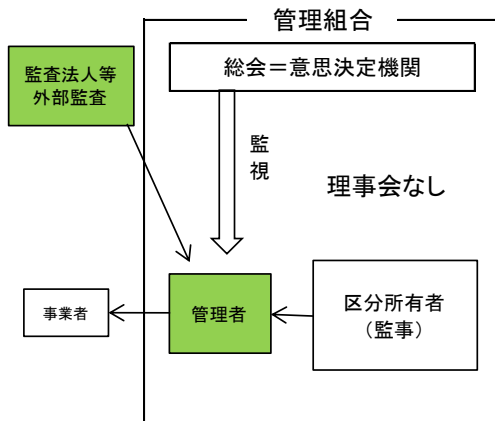 管理組合
総会＝意思決定機関
監査法人等
外部監査
監
視
理事会なし
事業者
管理者
区分所有者
（監事）